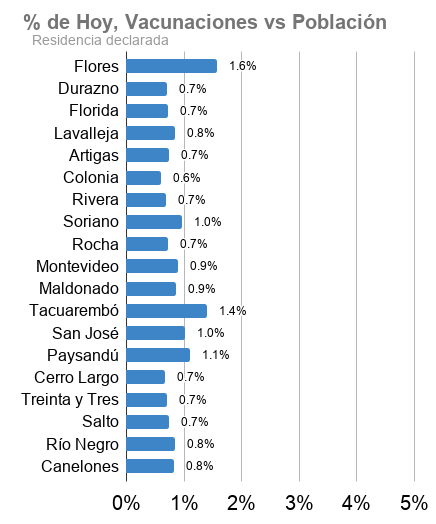 % de Hoy, Vacunaciones vs Población
Residencia declarada
Flores 1.6%
Durazno 0.7%
Florida 0.7%
Lavalleja 0.8%
Artigas 0.7%
Colonia 0.6%
Rivera 0.7%
Soriano 1.0%
Rocha 0.7%
Montevideo 0.9%
Maldonado 0.9%
Tacuarembó 1.4%
San José 1.0%
Paysandú 1.1%
Cerro Largo 0.7%
Treinta y Tres 0.7%
Salto 0.7%
Río Negro 0.8%
Canelones 0.8%
0% 1% 2% 3% 4% 5%